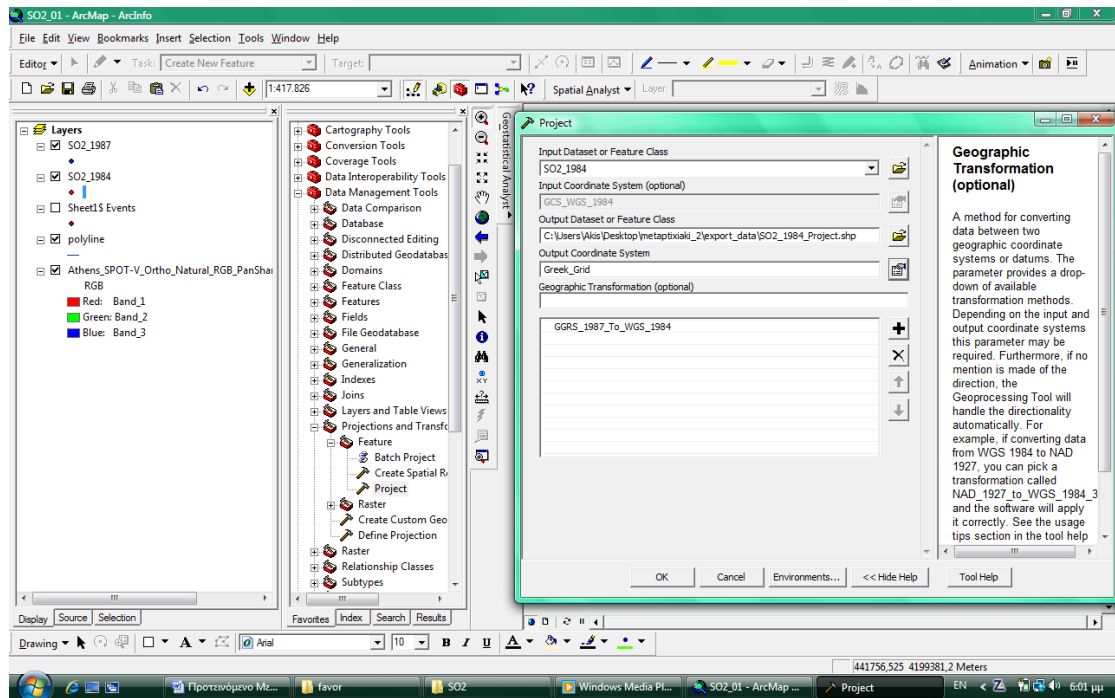 SO2_01 - ArcMap - ArcInfo
File Edit View Bookmarks Insert Selection Tools Window Help
Editor Task: Create New Feature Target: Animation
1:417.826 Spatial Analyst Layer:
Layers
SO2_1987
SO2_1984
Sheet1$ Events
polyline
Athens_SPOT-V_Ortho_Natural_RGB_PanShar
RGB
Red: Band_1
Green: Band_2
Blue: Band_3
Display Source Selection
Cartography Tools
Conversion Tools
Coverage Tools
Data Interoperability Tools
Data Management Tools
Data Comparison
Database
Disconnected Editing
Distributed Geodatabas
Domains
Feature Class
Features
Fields
File Geodatabase
General
Generalization
Indexes
Joins
Layers and Table Views
Projections and Transfo
Feature
Batch Project
Create Spatial Re
Project
Raster
Create Custom Geo
Define Projection
Raster
Relationship Classes
Subtypes
Favorites Index Search Results
XY
Geostatistical Analyst
Project
Input Dataset or Feature Class
SO2_1984
Input Coordinate System (optional)
GCS_WGS_1984
Output Dataset or Feature Class
C:\Users\Akis\Desktop\metaptixiaki_2\export_data\SO2_1984_Project.shp
Output Coordinate System
Greek_Grid
Geographic Transformation (optional)
GGRS_1987_To_WGS_1984
OK Cancel Environments... << Hide Help Tool Help
Geographic
Transformation
(optional)
A method for converting
data between two
geographic coordinate
systems or datums. The
parameter provides a drop-
down of available
transformation methods.
Depending on the input and
output coordinate systems
this parameter may be
required. Furthermore, if no
mention is made of the
direction, the
Geoprocessing Tool will
handle the directionality
automatically. For
example, if converting data
from WGS 1984 to NAD
1927, you can pick a
transformation called
NAD_1927_to_WGS_1984_3
and the software will apply
it correctly. See the usage
tips section in the tool help
Drawing A Arial 10 B I U A
441756,525 4199381,2 Meters
Προτεινόμενο Με... favor SO2 Windows Media Pl... SO2_01 - ArcMap ... Project EN 6:01 μμ